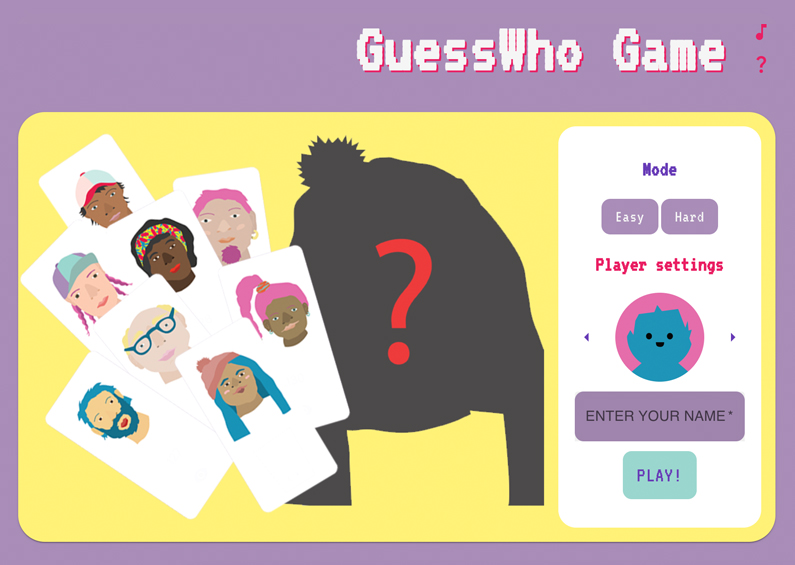 GuessWho Game
?
?
Mode
Easy Hard
Player settings
ENTER YOUR NAME*
PLAY!